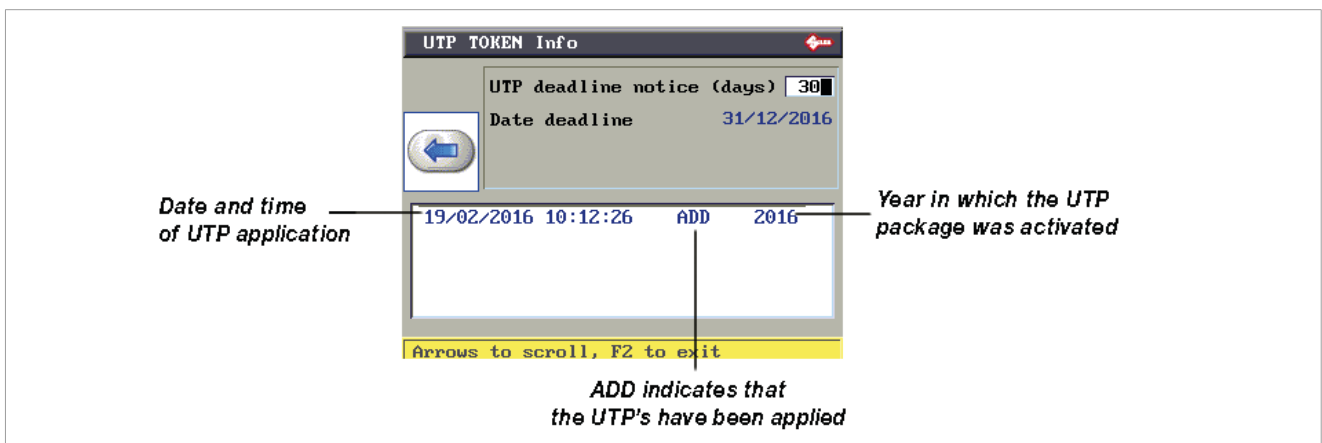 UTP TOKEN Info
UTP deadline notice (days) 30
Date deadline 31/12/2016
Date and time
of UTP application
19/02/2016 10:12:26 ADD 2016
Year in which the UTP
package was activated
Arrows to scroll, F2 to exit
ADD indicates that
the UTP's have been applied